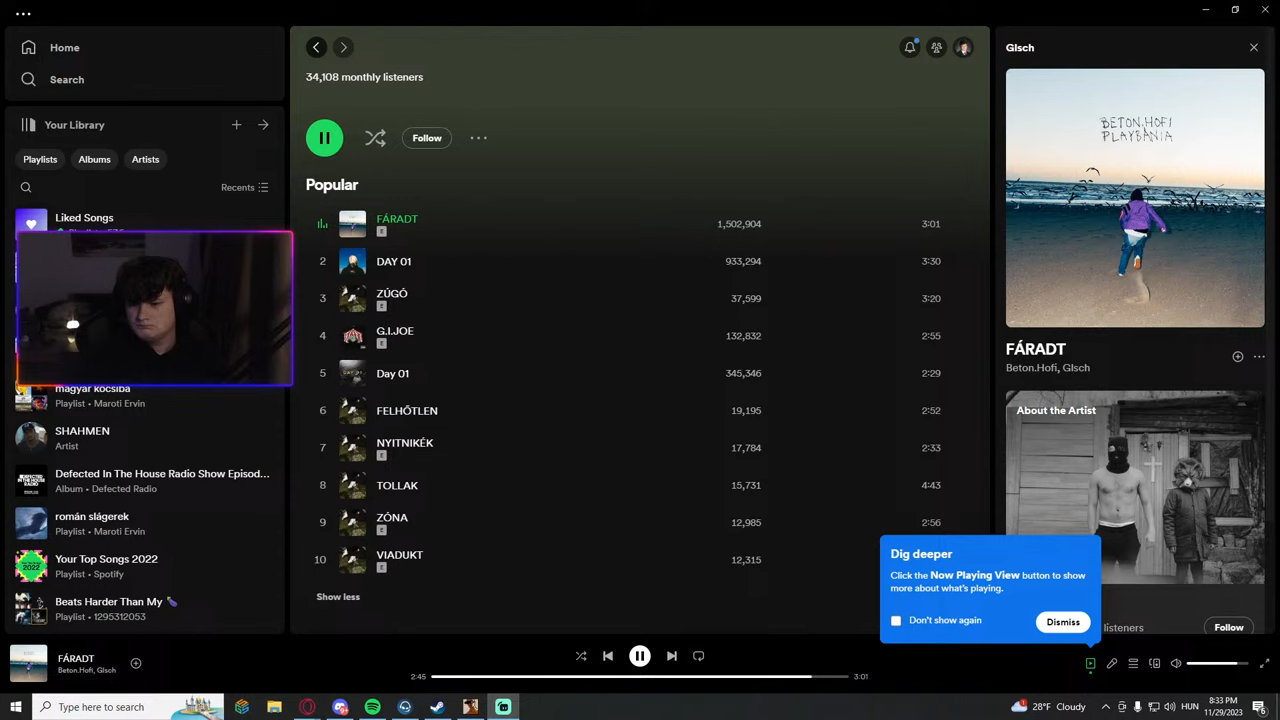 Home
Search
Your Library
Playlists
Albums
Artists
Recents
Liked Songs
magyar kocsiba
Playlist • Maroti Ervin
SHAHMEN
Artist
Defected In The House Radio Show Episod...
Album • Defected Radio
román slágerek
Playlist • Maroti Ervin
Your Top Songs 2022
Playlist • Spotify
Beats Harder Than My 🍆
Playlist • 1295312053
34,108 monthly listeners
Follow
Popular
FÁRADT
E
1,502,904
3:01
2
DAY 01
933,294
3:30
3
ZÚGÓ
E
37,599
3:20
4
G.I.JOE
E
132,832
2:55
5
Day 01
345,346
2:29
6
FELHŐTLEN
19,195
2:52
7
NYITNIKÉK
E
17,784
2:33
8
TOLLAK
15,731
4:43
9
ZÓNA
E
12,985
2:56
10
VIADUKT
E
12,315
Show less
Glsch
BETON.HOFI
PLAYBÁNIA
FÁRADT
Beton.Hofi, Glsch
About the Artist
listeners
Follow
Dig deeper
Click the Now Playing View button to show
more about what's playing.
Don't show again
Dismiss
FÁRADT
Beton.Hofi, Glsch
2:45
3:01
Type here to search
28°F Cloudy
HUN
8:33 PM
11/29/2023